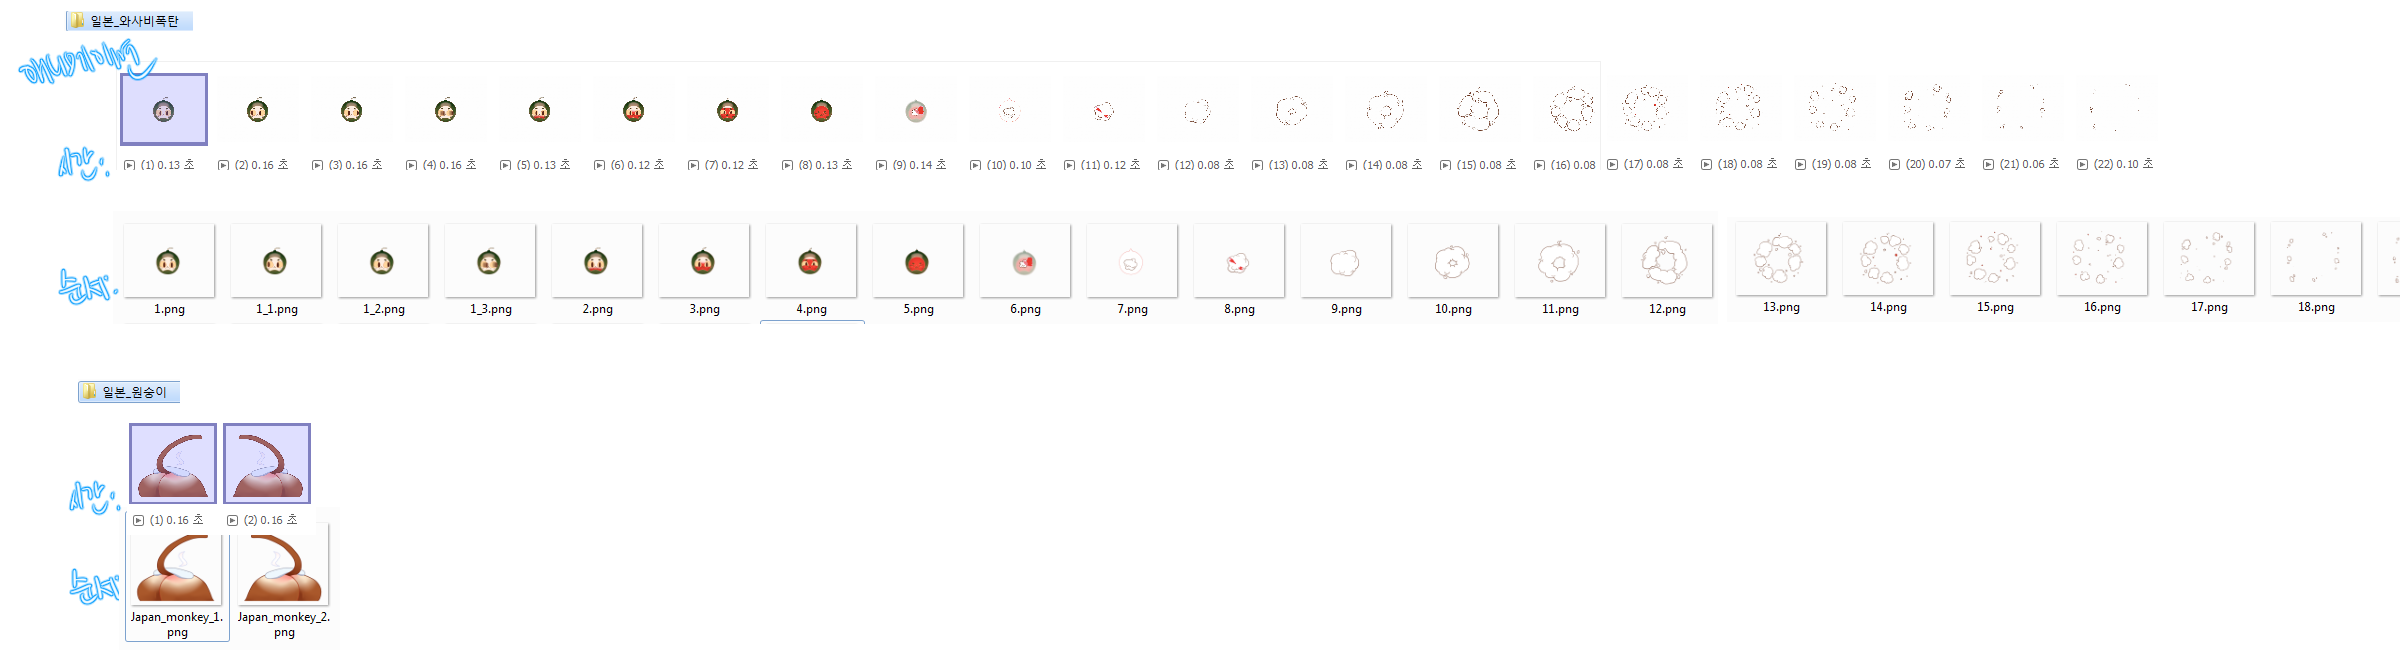 일본_와사비폭탄
애니메이션
시간:
(1) 0.13 초 (2) 0.16 초 (3) 0.16 초 (4) 0.16 초 (5) 0.13 초 (6) 0.12 초 (7) 0.12 초 (8) 0.13 초 (9) 0.14 초 (10) 0.10 초 (11) 0.12 초 (12) 0.08 초 (13) 0.08 초 (14) 0.08 초 (15) 0.08 초 (16) 0.08 (17) 0.08 초 (18) 0.08 초 (19) 0.08 초 (20) 0.07 초 (21) 0.06 초 (22) 0.10 초
순서:
1.png 1_1.png 1_2.png 1_3.png 2.png 3.png 4.png 5.png 6.png 7.png 8.png 9.png 10.png 11.png 12.png 13.png 14.png 15.png 16.png 17.png 18.png
일본_원숭이
시간:
(1) 0.16 초 (2) 0.16 초
순서:
Japan_monkey_1.png Japan_monkey_2.png